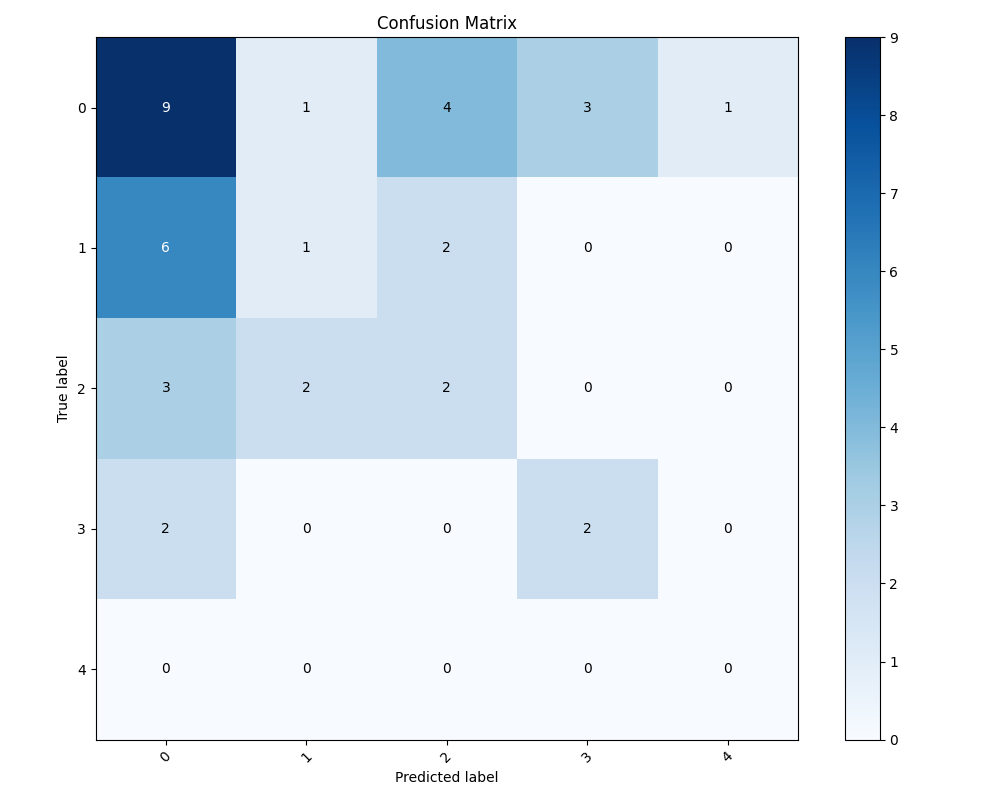 Confusion Matrix
0 9 1 4 3 1
1 6 1 2 0 0
True label
2 3 2 2 0 0
3 2 0 0 2 0
4 0 0 0 0 0
0 1 2 3 4
Predicted label
9
8
7
6
5
4
3
2
1
0